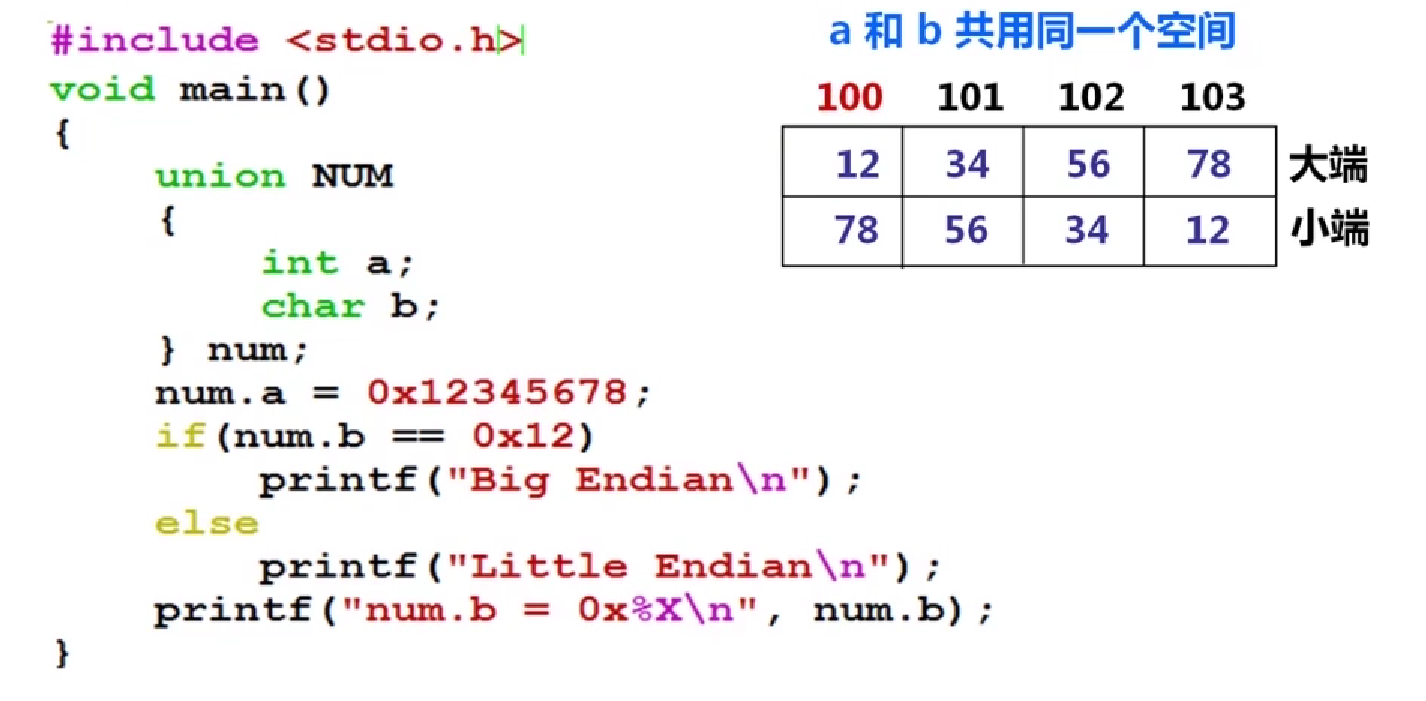 #include <stdio.h>
void main()
{
    union NUM
    {
        int a;
        char b;
    } num;
    num.a = 0x12345678;
    if(num.b == 0x12)
        printf("Big Endian\n");
    else
        printf("Little Endian\n");
    printf("num.b = 0x%X\n", num.b);
}
a 和 b 共用同一个空间
100 101 102 103
12 34 56 78 大端
78 56 34 12 小端